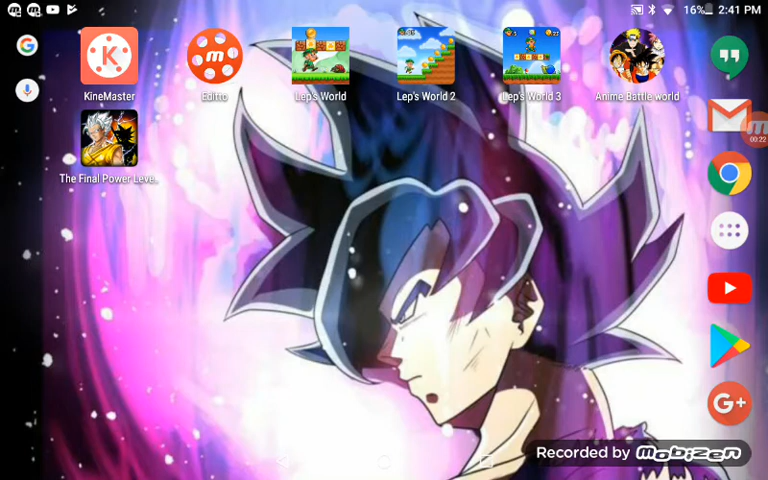 16% 2:41 PM
KineMaster
Editto
Lep's World
Lep's World 2
Lep's World 3
Anime Battle world
The Final Power Leve..
00:22
Recorded by MOBIZEN